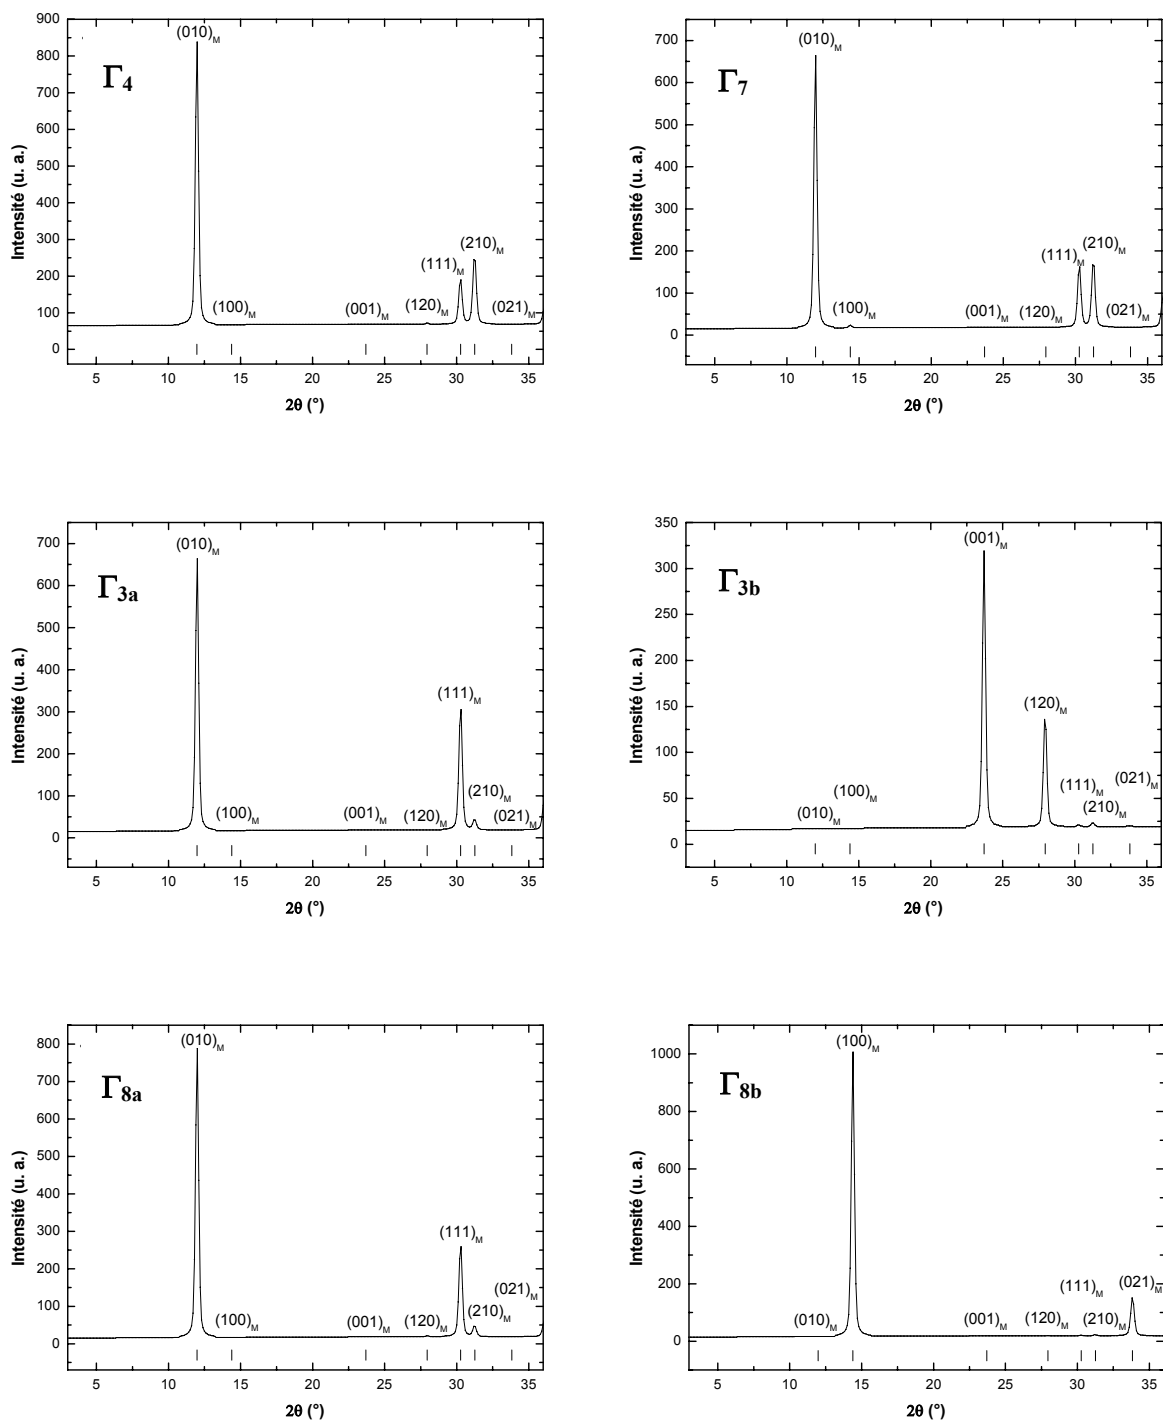 Γ4
Intensité (u. a.)
900
800
700
600
500
400
300
200
100
0
(010)M
(100)M
(001)M
(120)M
(111)M
(210)M
(021)M
5 10 15 20 25 30 35
2θ (°)
Γ7
Intensité (u. a.)
700
600
500
400
300
200
100
0
(010)M
(100)M
(001)M
(120)M
(111)M
(210)M
(021)M
5 10 15 20 25 30 35
2θ (°)
Γ3a
Intensité (u. a.)
700
600
500
400
300
200
100
0
(010)M
(100)M
(001)M
(120)M
(111)M
(210)M
(021)M
5 10 15 20 25 30 35
2θ (°)
Γ3b
Intensité (u. a.)
350
300
250
200
150
100
50
0
(010)M
(100)M
(001)M
(120)M
(111)M
(210)M
(021)M
5 10 15 20 25 30 35
2θ (°)
Γ8a
Intensité (u. a.)
800
700
600
500
400
300
200
100
0
(010)M
(100)M
(001)M
(120)M
(111)M
(210)M
(021)M
5 10 15 20 25 30 35
2θ (°)
Γ8b
Intensité (u. a.)
1000
800
600
400
200
0
(010)M
(100)M
(001)M
(120)M
(111)M
(210)M
(021)M
5 10 15 20 25 30 35
2θ (°)